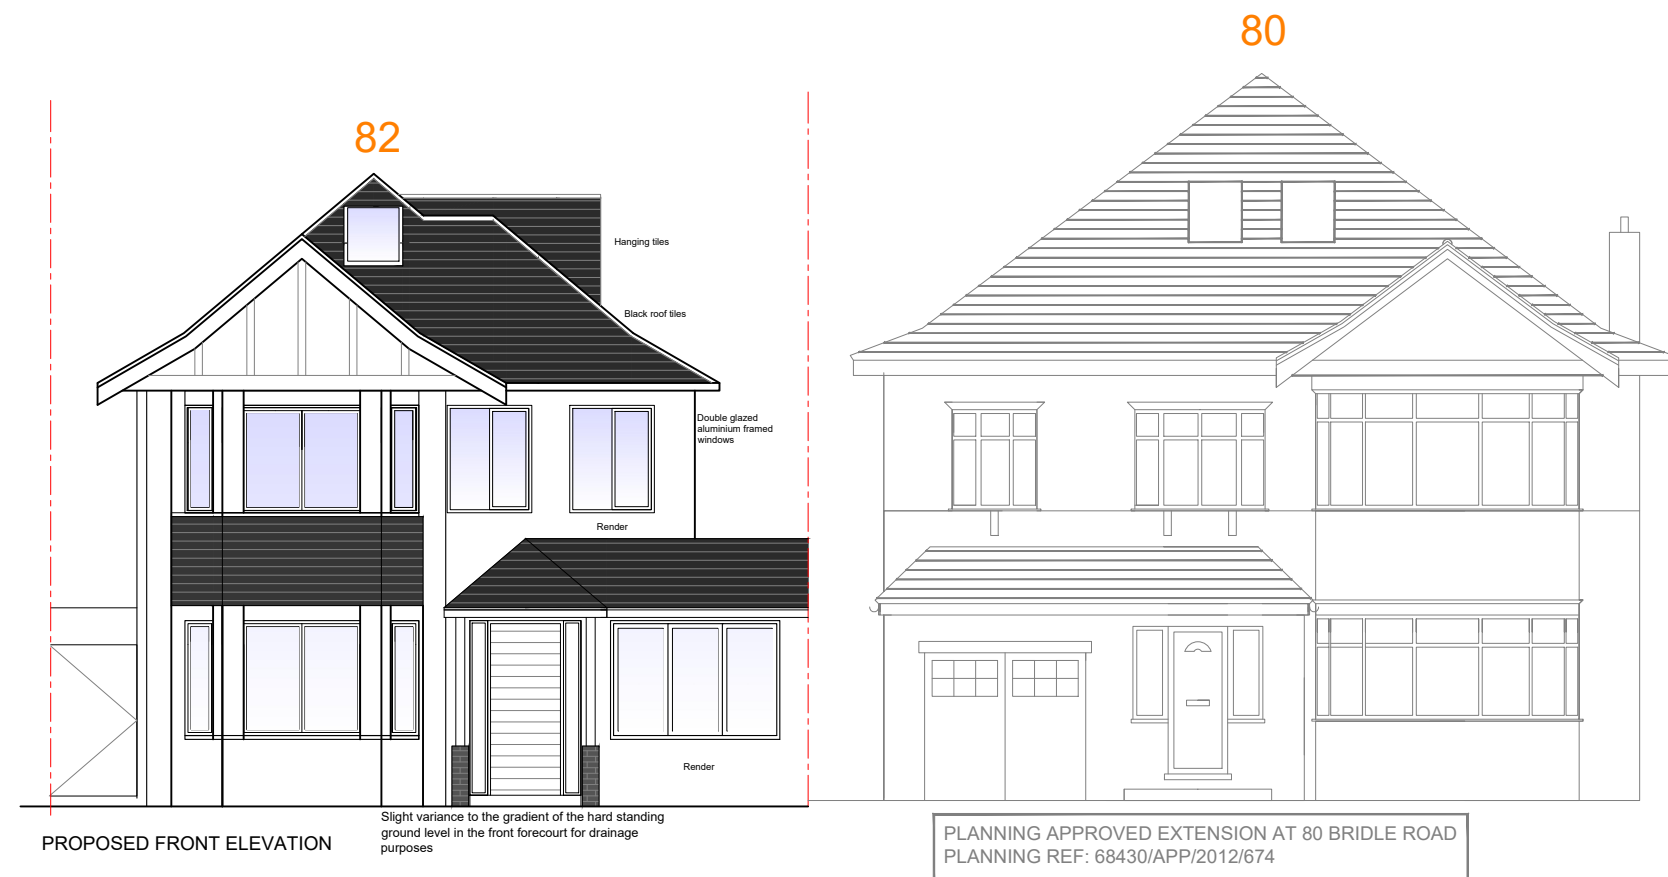 80
82
Hanging tiles
Black roof tiles
Double glazed
aluminium framed
windows
Render
Render
Slight variance to the gradient of the hard standing
ground level in the front forecourt for drainage
purposes
PROPOSED FRONT ELEVATION
PLANNING APPROVED EXTENSION AT 80 BRIDLE ROAD
PLANNING REF: 68430/APP/2012/674